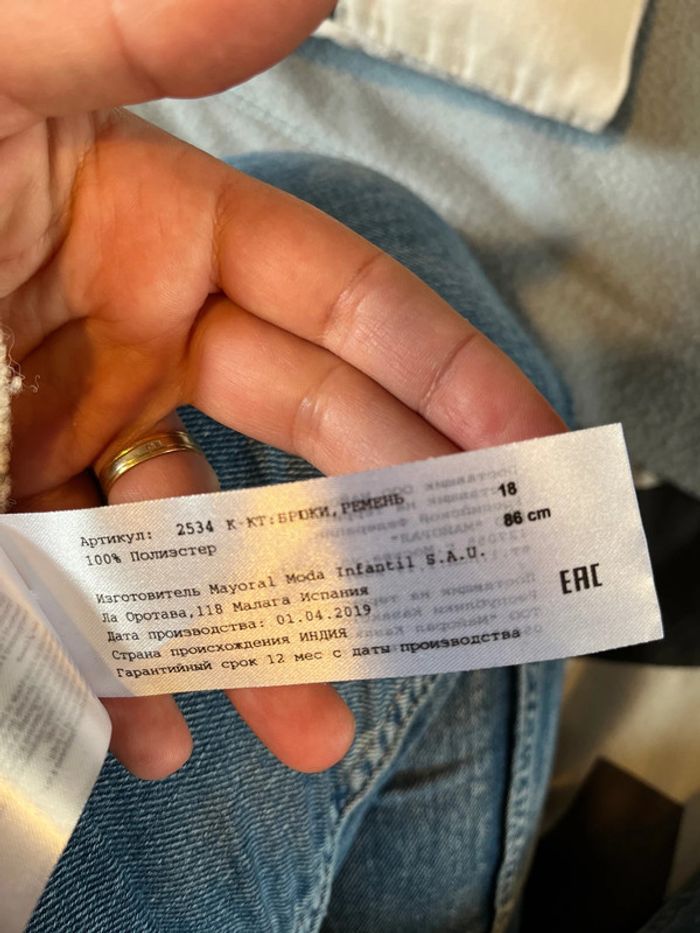 Артикул: 2534 К-КТ:БРЮКИ,РЕМЕНЬ 18
100% Полиэстер 86 cm
Изготовитель Mayoral Moda Infantil S.A.U.
Ла Оротава,118 Малага Испания
Дата производства: 01.04.2019
Страна происхождения ИНДИЯ
Гарантийный срок 12 мес с даты производства
EAC